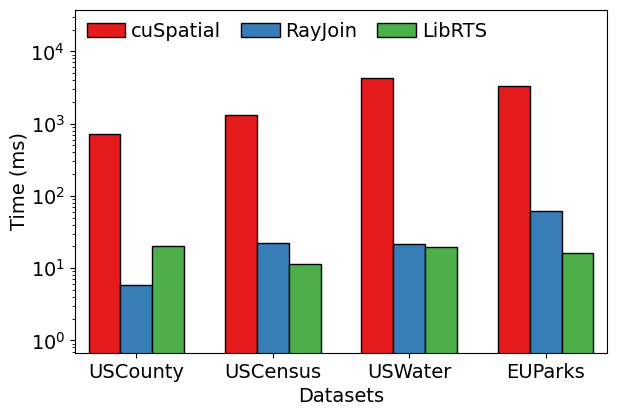 cuSpatial RayJoin LibRTS
Time (ms)
10⁴
10³
10²
10¹
10⁰
USCounty USCensus USWater EUParks
Datasets